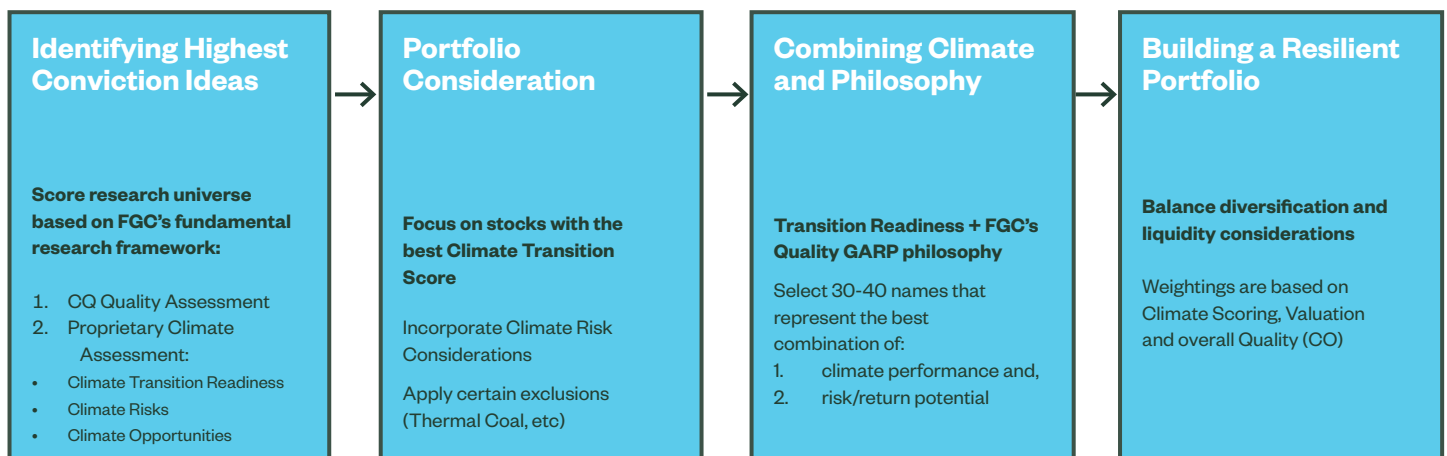 Identifying Highest
Conviction Ideas
Score research universe
based on FGC's fundamental
research framework:
1. CQ Quality Assessment
2. Proprietary Climate
Assessment:
• Climate Transition Readiness
• Climate Risks
• Climate Opportunities
Portfolio
Consideration
Focus on stocks with the
best Climate Transition
Score
Incorporate Climate Risk
Considerations
Apply certain exclusions
(Thermal Coal, etc)
Combining Climate
and Philosophy
Transition Readiness + FGC's
Quality GARP philosophy
Select 30-40 names that
represent the best
combination of:
1. climate performance and,
2. risk/return potential
Building a Resilient
Portfolio
Balance diversification and
liquidity considerations
Weightings are based on
Climate Scoring, Valuation
and overall Quality (CO)